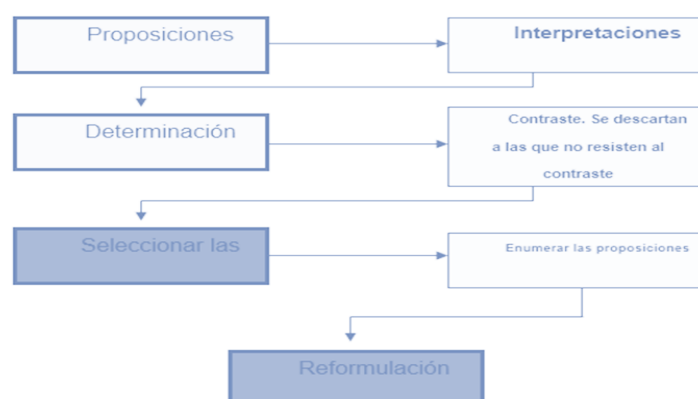 Proposiciones
Interpretaciones
Determinación
Contraste. Se descartan
a las que no resisten al
contraste
Seleccionar las
Enumerar las proposiciones
Reformulación